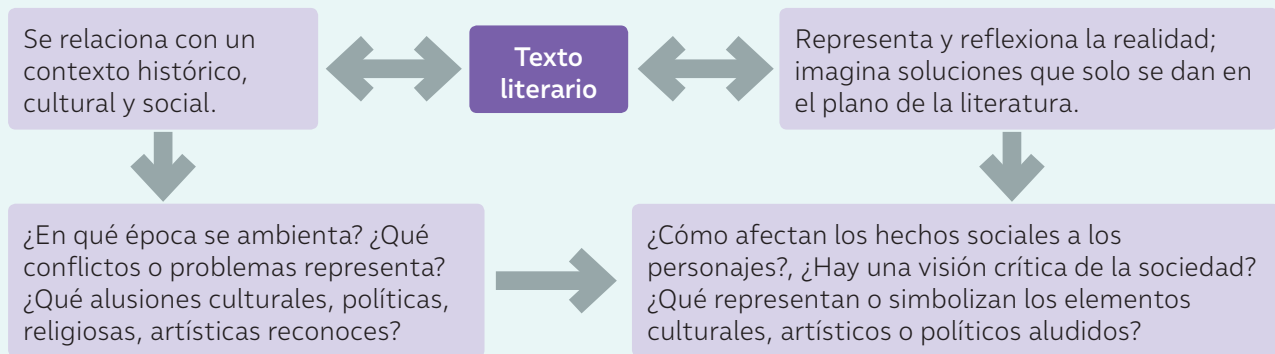 Se relaciona con un
contexto histórico,
cultural y social.
Texto
literario
Representa y reflexiona la realidad;
imagina soluciones que solo se dan en
el plano de la literatura.
¿En qué época se ambienta? ¿Qué
conflictos o problemas representa?
¿Qué alusiones culturales, políticas,
religiosas, artísticas reconoces?
¿Cómo afectan los hechos sociales a los
personajes?, ¿Hay una visión crítica de la sociedad?
¿Qué representan o simbolizan los elementos
culturales, artísticos o políticos aludidos?